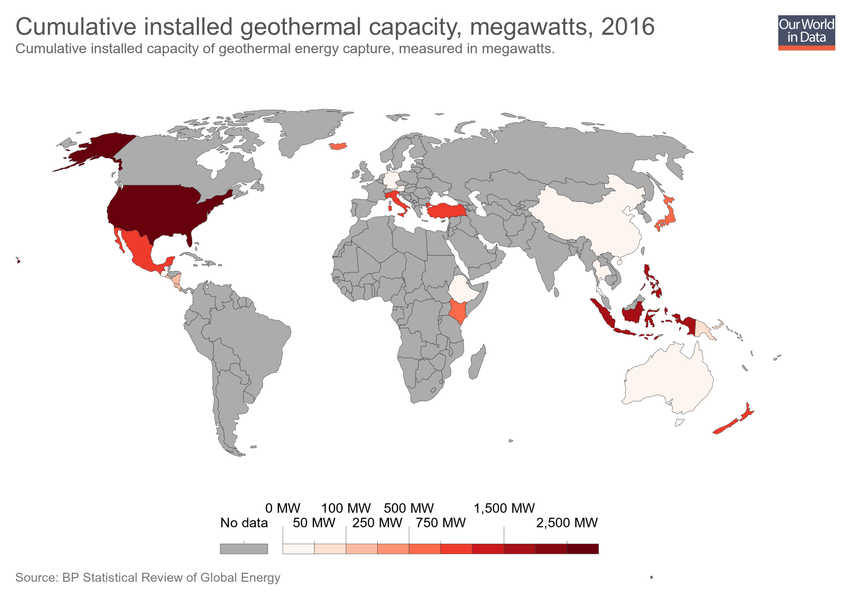 Cumulative installed geothermal capacity, megawatts, 2016
Cumulative installed capacity of geothermal energy capture, measured in megawatts.
Our World
in Data
0 MW 100 MW 500 MW 1,500 MW
No data 50 MW 250 MW 750 MW 2,500 MW
Source: BP Statistical Review of Global Energy